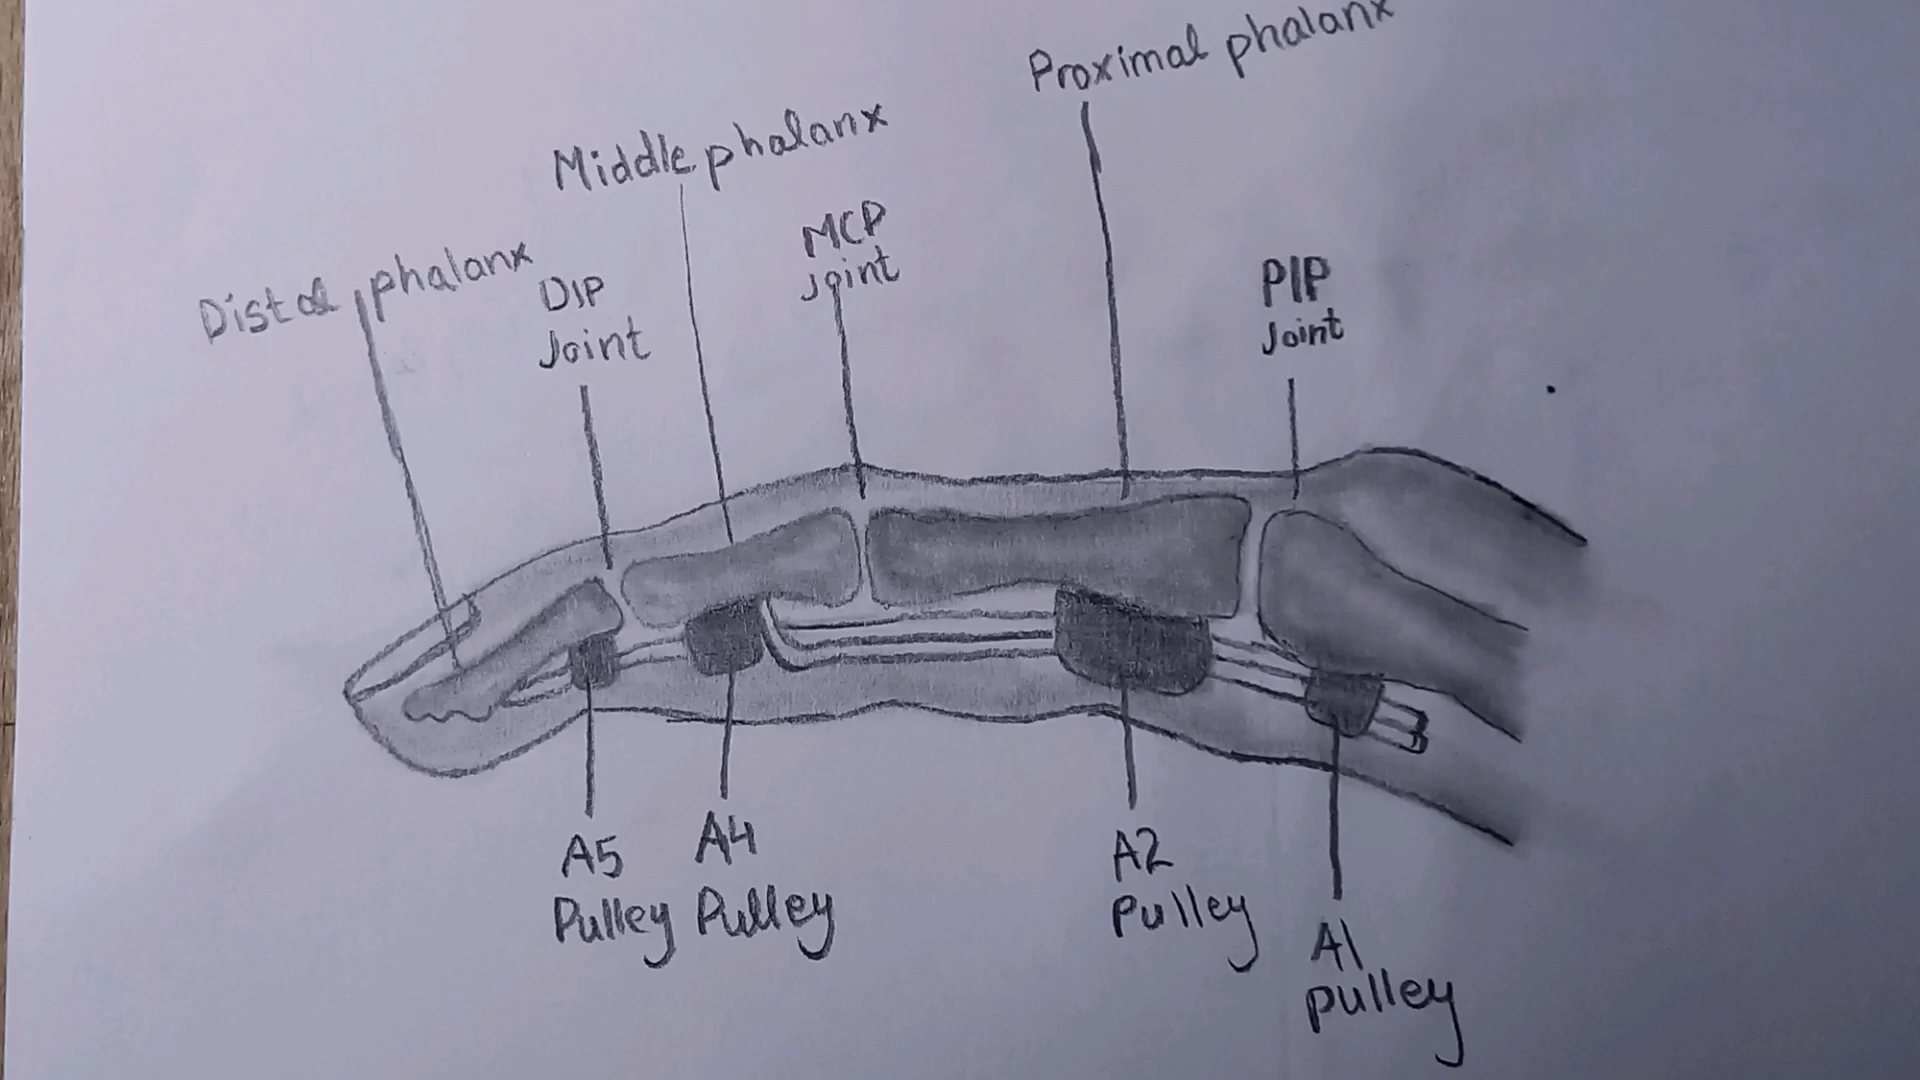 Proximal phalanx
Middle phalanx
MCP
joint
Distal phalanx
DIP
Joint
PIP
Joint
A5
Pulley
A4
Pulley
A2
Pulley
A1
pulley